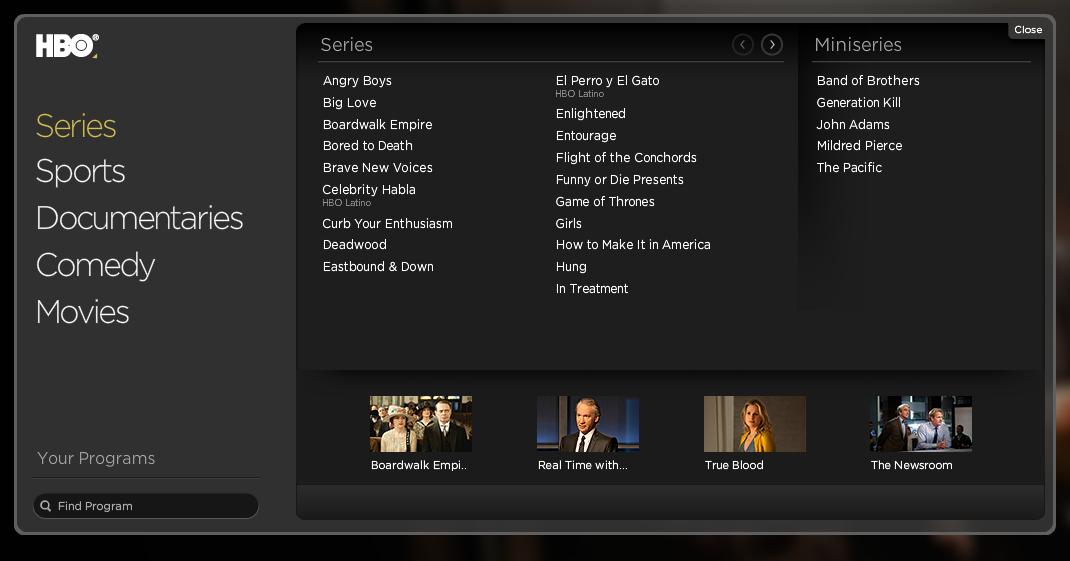 HBO®
Series
Sports
Documentaries
Comedy
Movies
Your Programs
Find Program
Series
Angry Boys
Big Love
Boardwalk Empire
Bored to Death
Brave New Voices
Celebrity Habla
HBO Latino
Curb Your Enthusiasm
Deadwood
Eastbound & Down
El Perro y El Gato
HBO Latino
Enlightened
Entourage
Flight of the Conchords
Funny or Die Presents
Game of Thrones
Girls
How to Make It in America
Hung
In Treatment
Close
Miniseries
Band of Brothers
Generation Kill
John Adams
Mildred Pierce
The Pacific
Boardwalk Empi..
Real Time with...
True Blood
The Newsroom